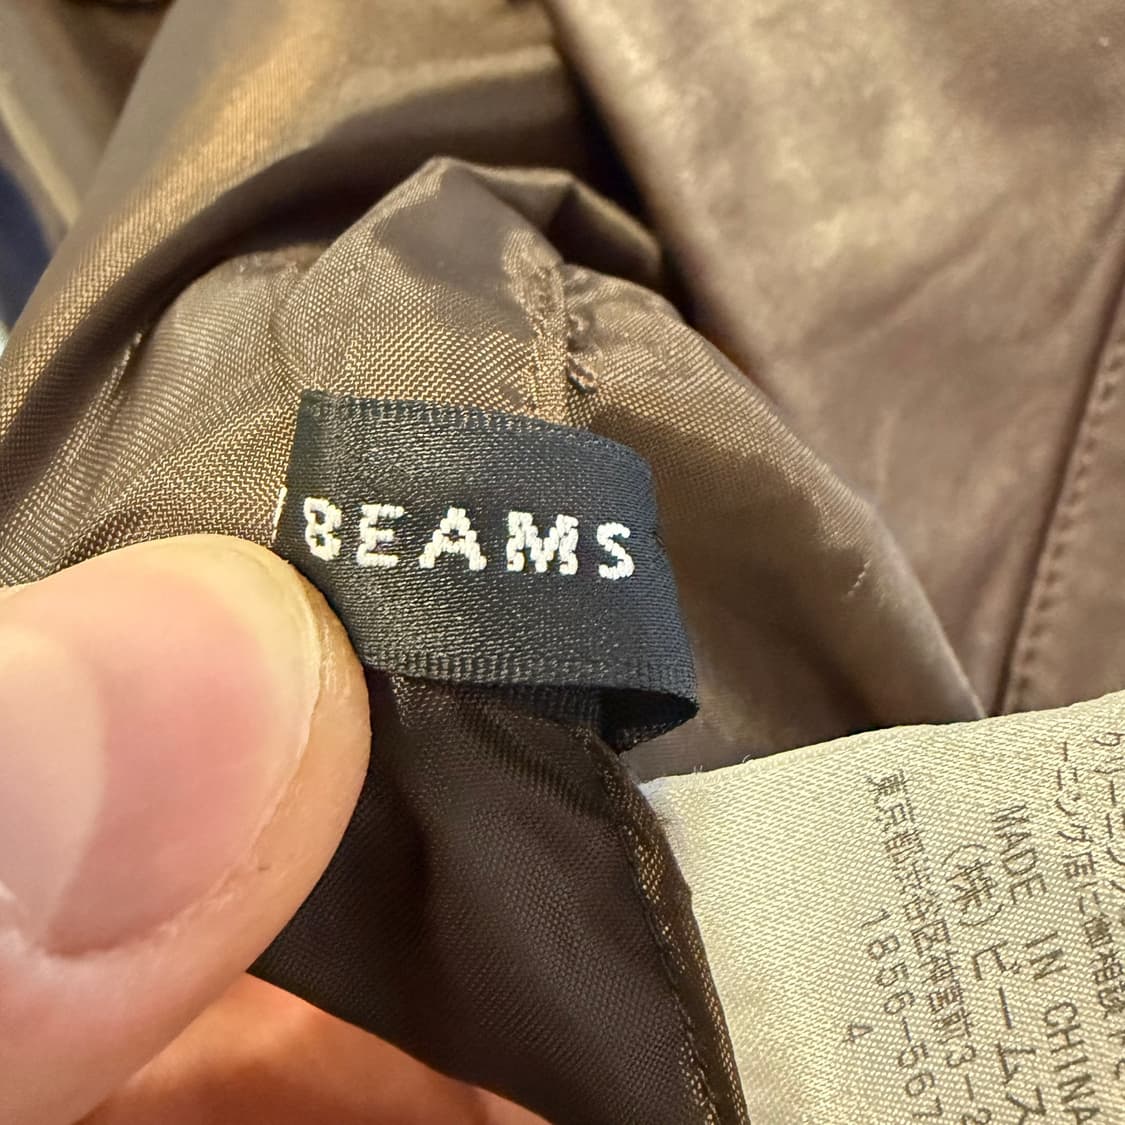 BEAMS
MADE IN CHINA
(株)ビームス
東京都渋谷区神宮前3-2
1856-567
4